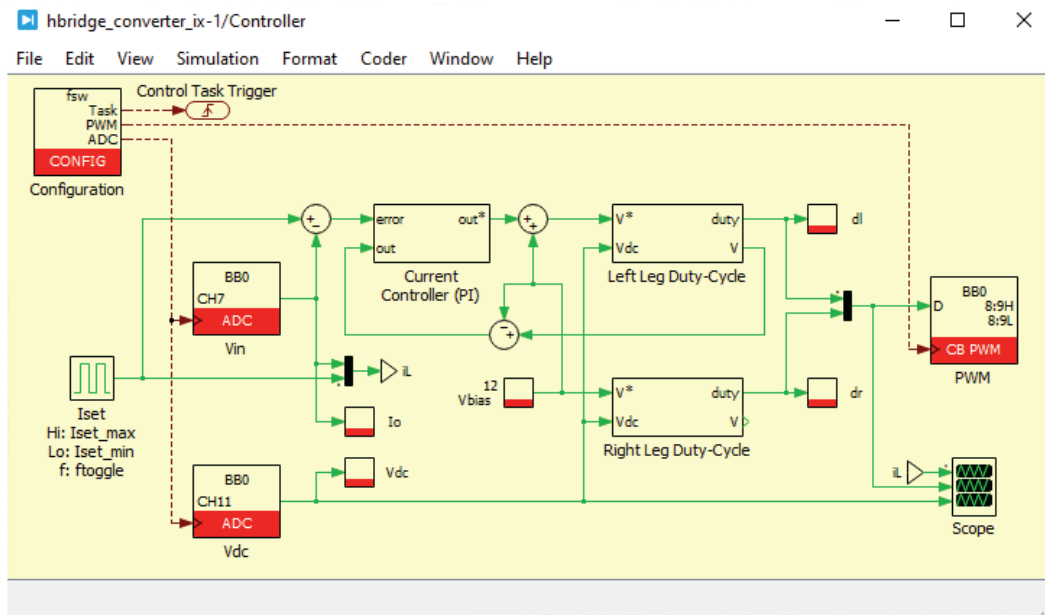 hbridge_converter_ix-1/Controller
File Edit View Simulation Format Coder Window Help
fsw
Task
PWM
ADC
CONFIG
Configuration
Control Task Trigger
error
out*
out
Current
Controller (PI)
V*
duty
Vdc
V
Left Leg Duty-Cycle
dl
BB0
CH7
ADC
Vin
BB0
D
8:9H
8:9L
CB PWM
PWM
Iset
Hi: Iset_max
Lo: Iset_min
f: ftoggle
iL
Io
12
Vbias
V*
duty
Vdc
V
Right Leg Duty-Cycle
dr
Vdc
BB0
CH11
ADC
Vdc
iL
Scope